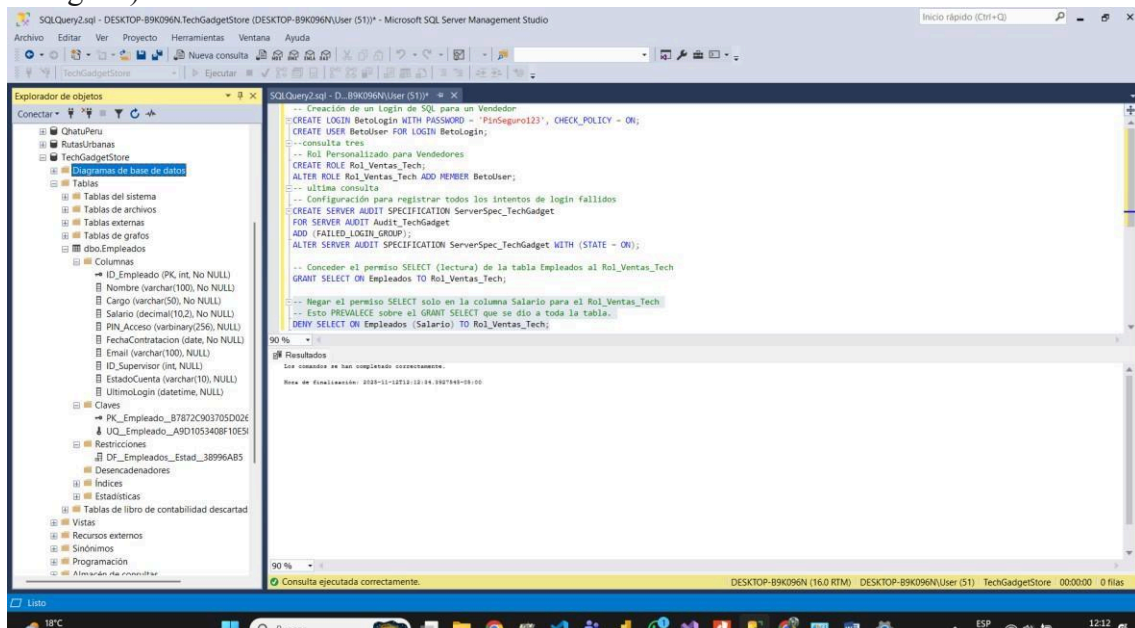 SQLQuery2.sql - DESKTOP-B9K096N.TechGadgetStore (DESKTOP-B9K096N\User (51))* - Microsoft SQL Server Management Studio
Inicio rápido (Ctrl+Q)
Archivo Editar Ver Proyecto Herramientas Ventana Ayuda
Nueva consulta
TechGadgetStore Ejecutar
Explorador de objetos
Conectar
QhatuPeru
RutasUrbanas
TechGadgetStore
Diagramas de base de datos
Tablas
Tablas del sistema
Tablas de archivos
Tablas externas
Tablas de grafos
dbo.Empleados
Columnas
ID_Empleado (PK, int, No NULL)
Nombre (varchar(100), No NULL)
Cargo (varchar(50), No NULL)
Salario (decimal(10,2), No NULL)
PIN_Acceso (varbinary(256), NULL)
FechaContratacion (date, No NULL)
Email (varchar(100), NULL)
ID_Supervisor (int, NULL)
EstadoCuenta (varchar(10), NULL)
UltimoLogin (datetime, NULL)
Claves
PK__Empleado__B7872C903705D026
UQ__Empleado__A9D1053408F10E5
Restricciones
DF__Empleados__Estad__38996AB5
Desencadenadores
Índices
Estadísticas
Tablas de libro de contabilidad descartad
Vistas
Recursos externos
Sinónimos
Programación
Almacén de consultas
SQLQuery2.sql - D...B9K096N\User (51))*
-- Creación de un Login de SQL para un Vendedor
CREATE LOGIN BetoLogin WITH PASSWORD = 'PinSeguro123', CHECK_POLICY = ON;
CREATE USER BetoUser FOR LOGIN BetoLogin;
--consulta tres
-- Rol Personalizado para Vendedores
CREATE ROLE Rol_Ventas_Tech;
ALTER ROLE Rol_Ventas_Tech ADD MEMBER BetoUser;
-- ultima consulta
-- Configuración para registrar todos los intentos de login fallidos
CREATE SERVER AUDIT SPECIFICATION ServerSpec_TechGadget
FOR SERVER AUDIT Audit_TechGadget
ADD (FAILED_LOGIN_GROUP);
ALTER SERVER AUDIT SPECIFICATION ServerSpec_TechGadget WITH (STATE = ON);
-- Conceder el permiso SELECT (lectura) de la tabla Empleados al Rol_Ventas_Tech
GRANT SELECT ON Empleados TO Rol_Ventas_Tech;
-- Negar el permiso SELECT solo en la columna Salario para el Rol_Ventas_Tech
-- Esto PREVALECE sobre el GRANT SELECT que se dio a toda la tabla.
DENY SELECT ON Empleados (Salario) TO Rol_Ventas_Tech;
90 %
Resultados
Los comandos se han completado correctamente.
Hora de finalización: 2025-11-12T12:12:04.5927545-05:00
90 %
Consulta ejecutada correctamente.
DESKTOP-B9K096N (16.0 RTM) DESKTOP-B9K096N\User (51) TechGadgetStore 00:00:00 0 filas
Listo
18°C
ESP
12:12